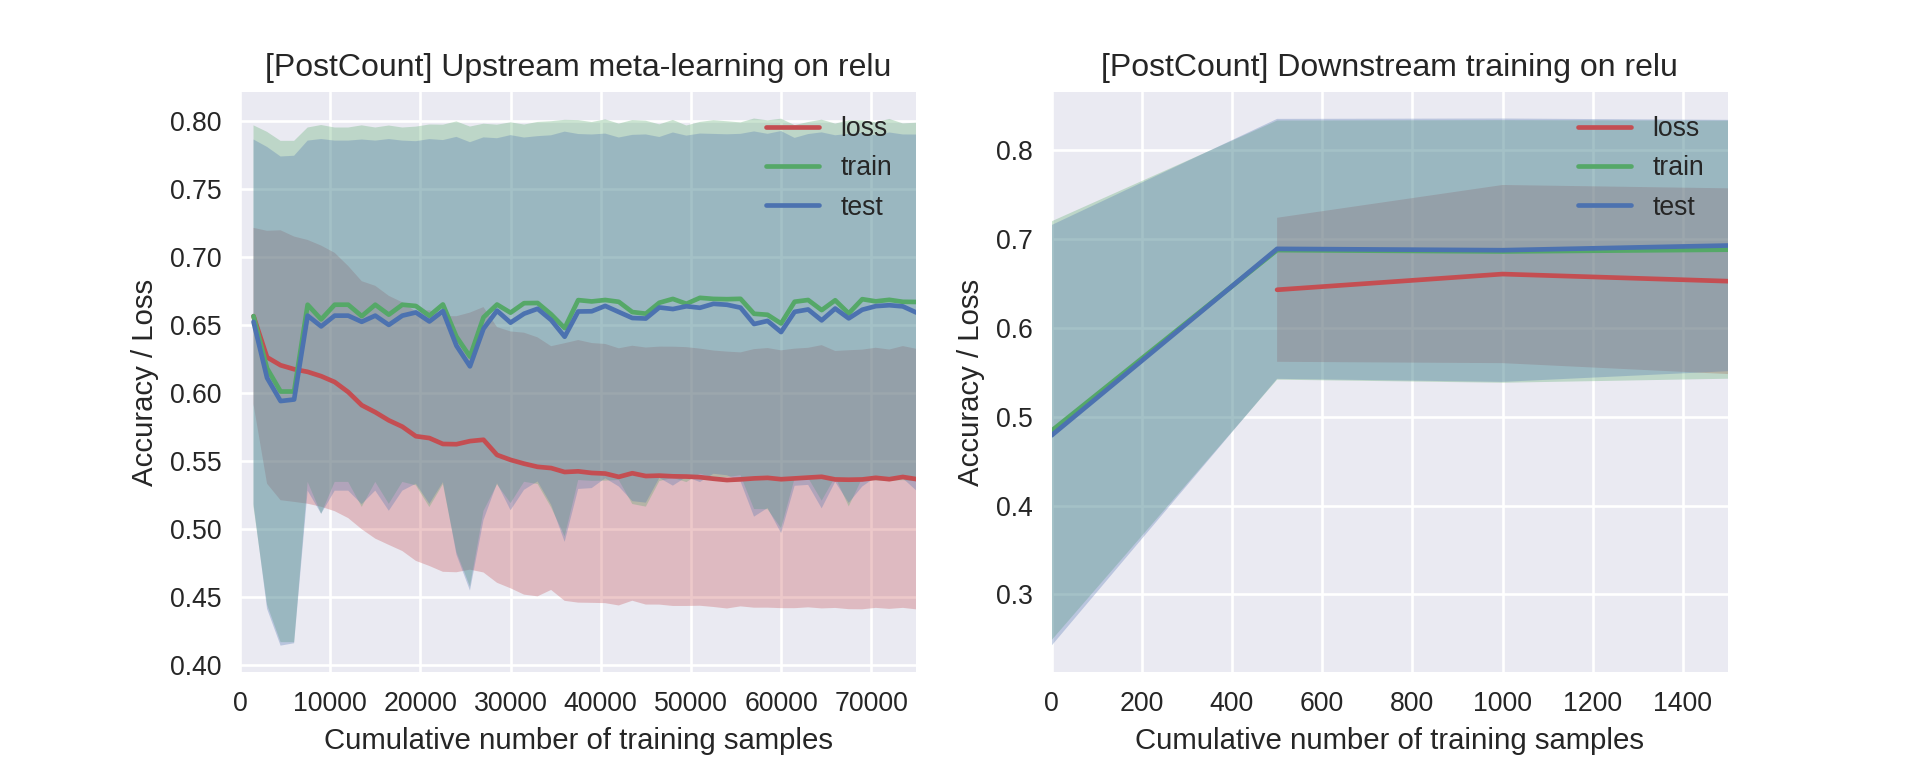 [PostCount] Upstream meta-learning on relu
0.80
0.75
0.70
0.65
0.60
0.55
0.50
0.45
0.40
Accuracy / Loss
loss
train
test
0 10000 20000 30000 40000 50000 60000 70000
Cumulative number of training samples
[PostCount] Downstream training on relu
0.8
0.7
0.6
0.5
0.4
0.3
Accuracy / Loss
loss
train
test
0 200 400 600 800 1000 1200 1400
Cumulative number of training samples